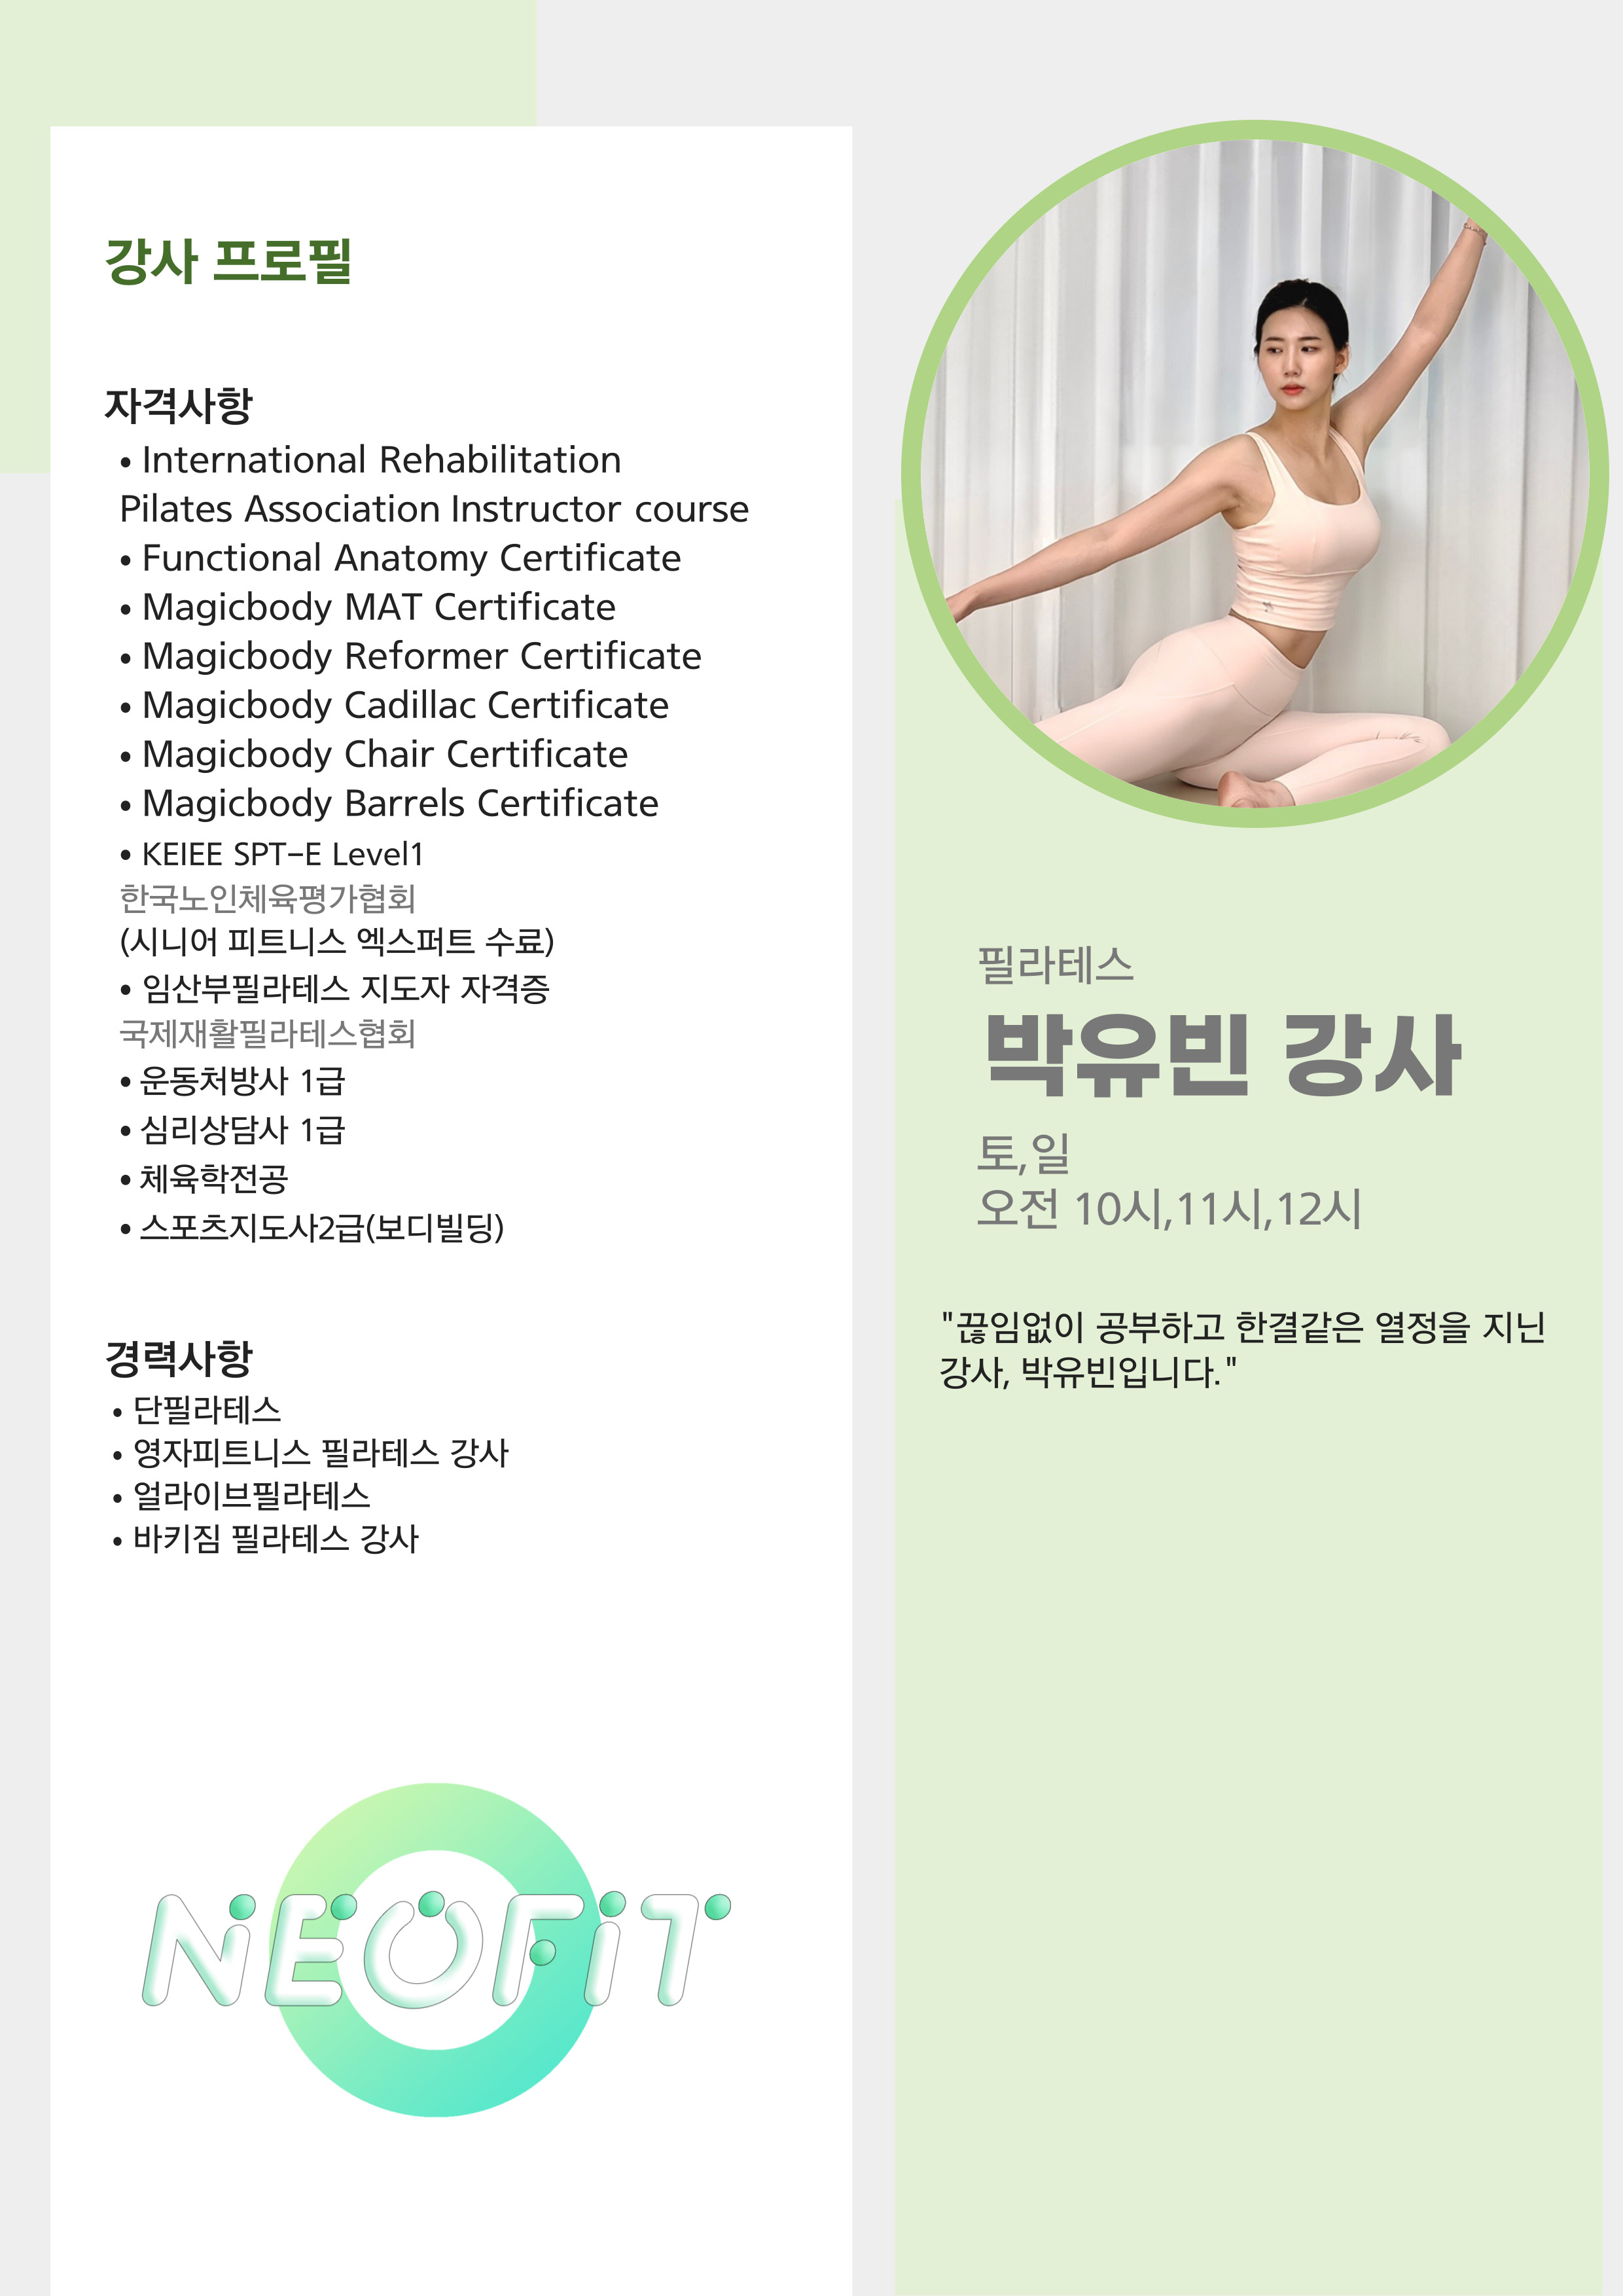 강사 프로필
자격사항
• International Rehabilitation
Pilates Association Instructor course
• Functional Anatomy Certificate
• Magicbody MAT Certificate
• Magicbody Reformer Certificate
• Magicbody Cadillac Certificate
• Magicbody Chair Certificate
• Magicbody Barrels Certificate
• KEIEE SPT-E Level1
한국노인체육평가협회
(시니어 피트니스 엑스퍼트 수료)
• 임산부필라테스 지도자 자격증
국제재활필라테스협회
• 운동처방사 1급
• 심리상담사 1급
• 체육학전공
• 스포츠지도사2급(보디빌딩)
경력사항
• 단필라테스
• 영자피트니스 필라테스 강사
• 얼라이브필라테스
• 바키짐 필라테스 강사
NEOFiT
필라테스
박유빈 강사
토,일
오전 10시,11시,12시
"끊임없이 공부하고 한결같은 열정을 지닌
강사, 박유빈입니다."